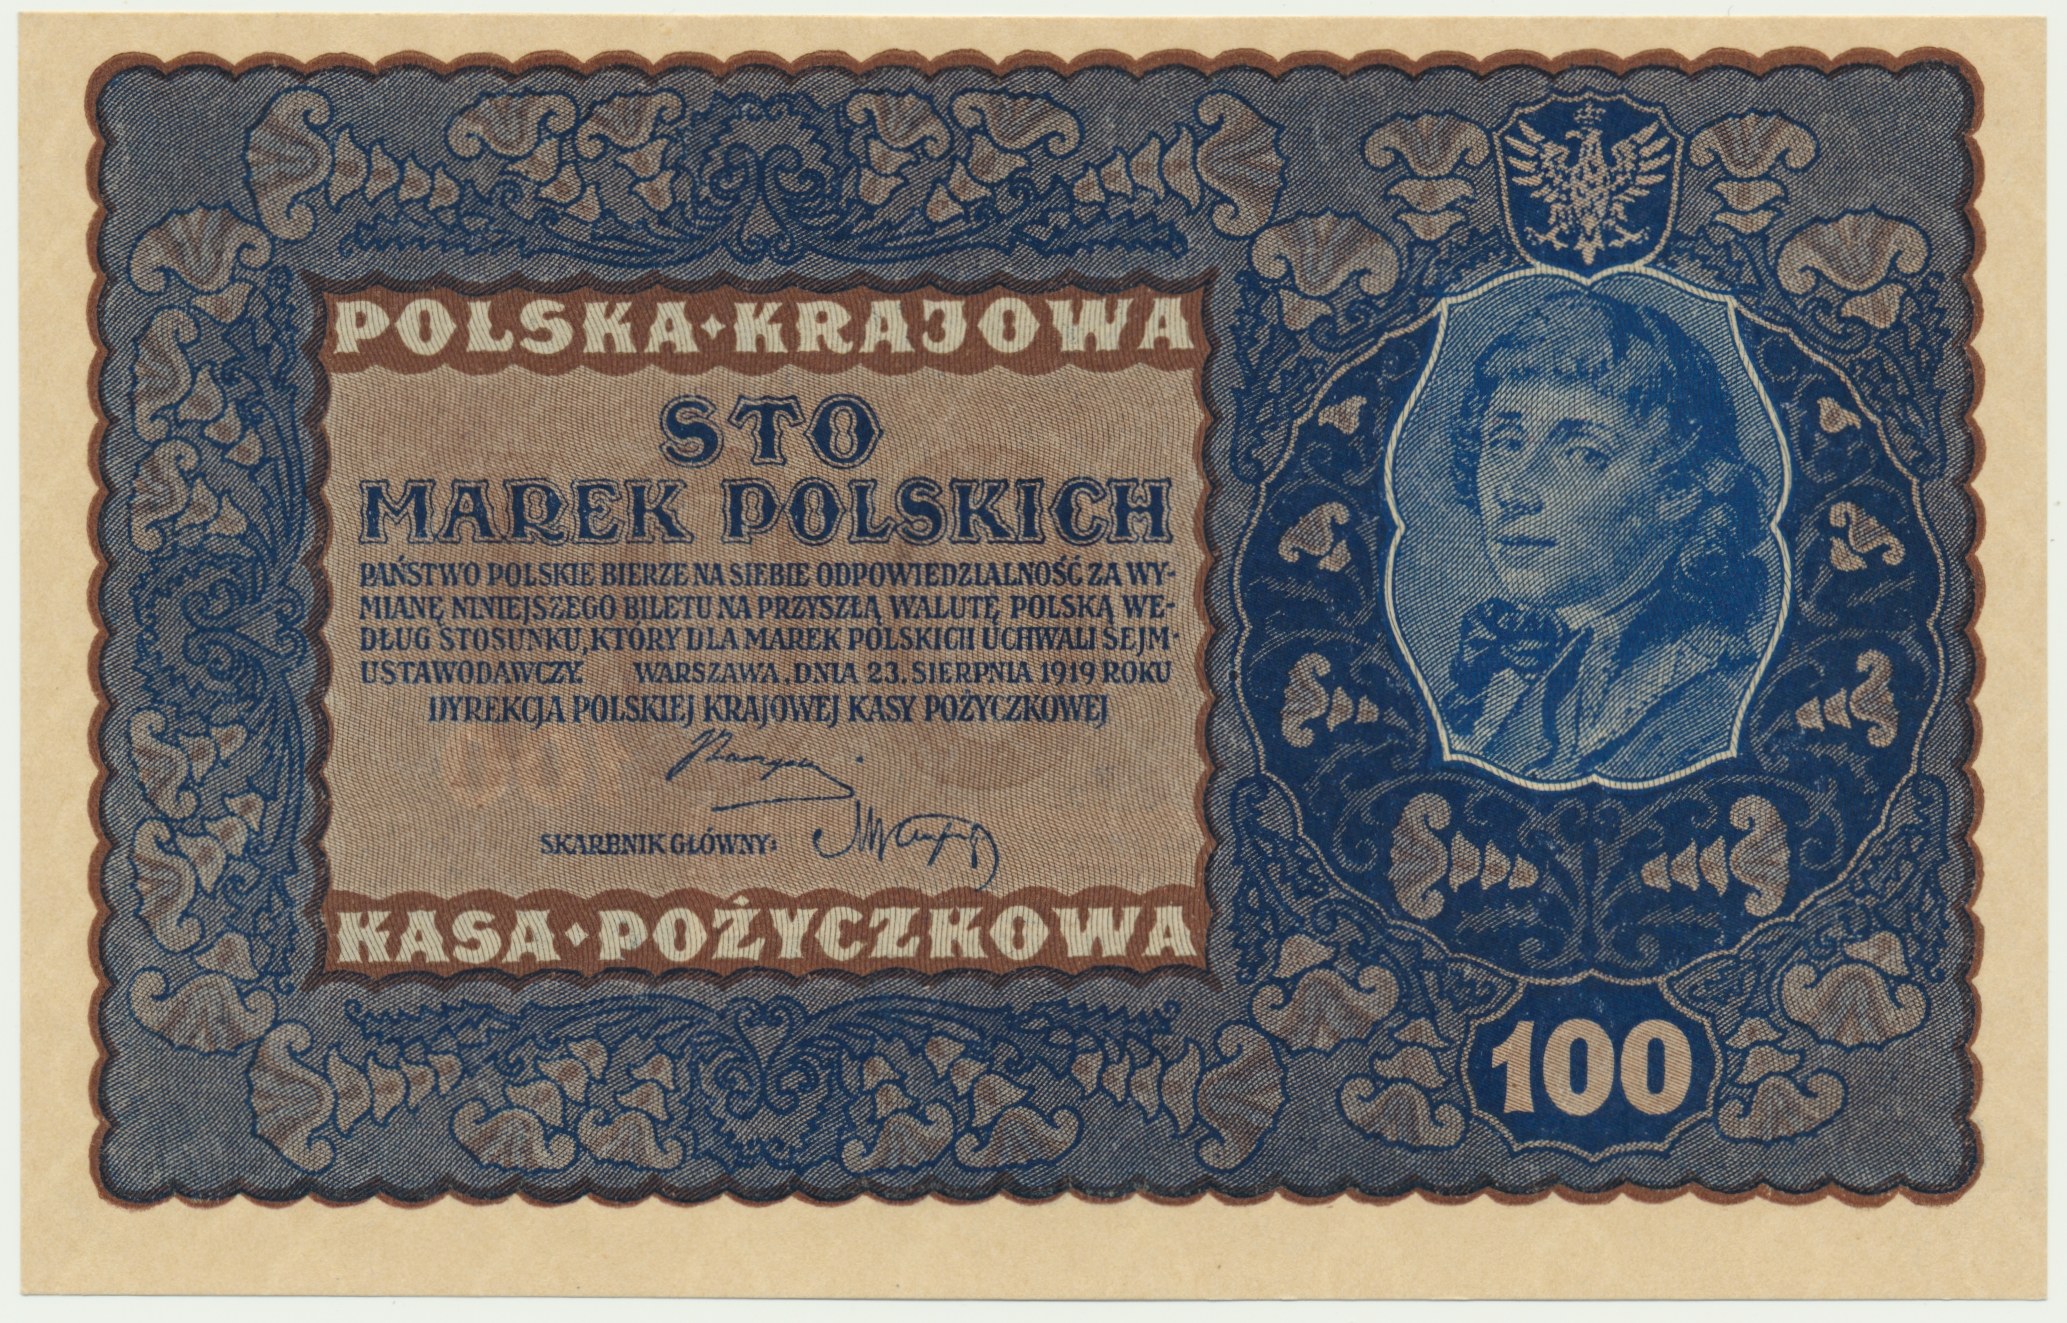 POLSKA·KRAJOWA
STO
MAREK POLSKICH
PAŃSTWO POLSKIE BIERZE NA SIEBIE ODPOWIEDZIALNOŚĆ ZA WY-
MIANĘ NINIEJSZEGO BILETU NA PRZYSZŁĄ WALUTĘ POLSKĄ WE-
DŁUG STOSUNKU, KTÓRY DLA MAREK POLSKICH UCHWALI SEJM-
USTAWODAWCZY. WARSZAWA, DNIA 23. SIERPNIA 1919 ROKU
DYREKCJA POLSKIEJ KRAJOWEJ KASY POŻYCZKOWEJ
SKARBNIK GŁÓWNY:
KASA·POŻYCZKOWA
100